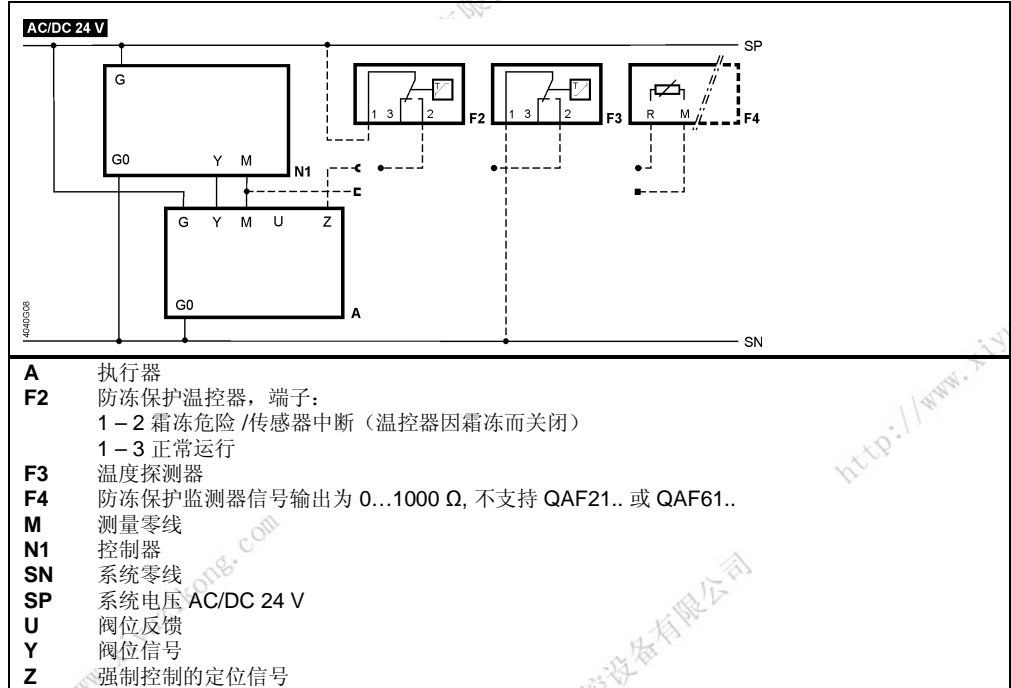 AC/DC 24 V
SP
G
G0 Y M
N1
1 3 2
F2
1 3 2
F3
R M
F4
G Y M U Z
G0
A
4040G08
SN
A 执行器
F2 防冻保护温控器，端子：
1 – 2 霜冻危险 /传感器中断（温控器因霜冻而关闭）
1 – 3 正常运行
F3 温度探测器
F4 防冻保护监测器信号输出为 0…1000 Ω, 不支持 QAF21.. 或 QAF61..
M 测量零线
N1 控制器
SN 系统零线
SP 系统电压 AC/DC 24 V
U 阀位反馈
Y 阀位信号
Z 强制控制的定位信号